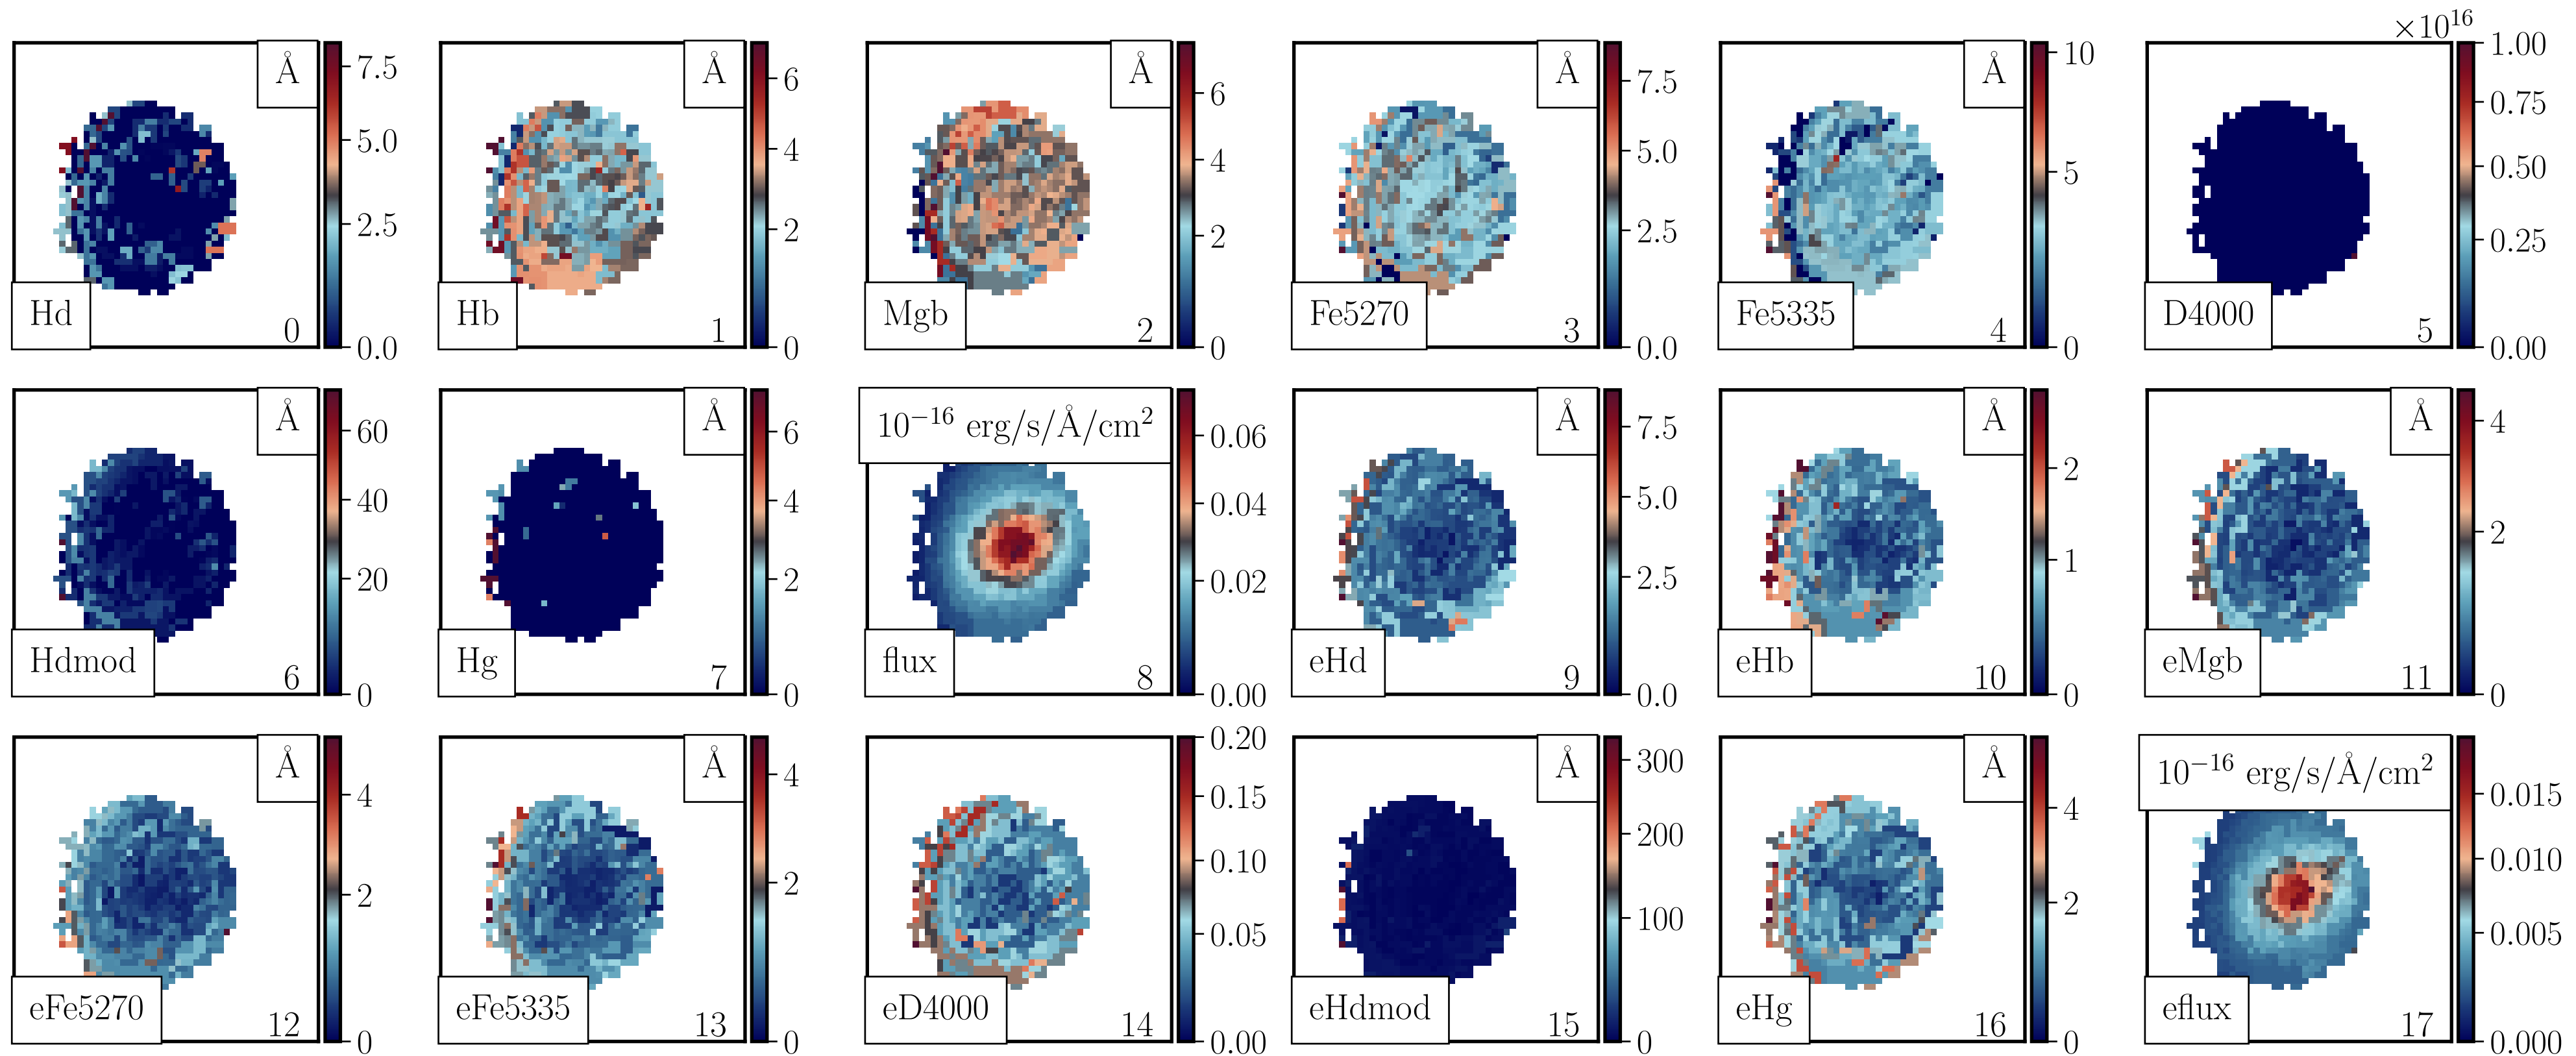 Å
7.5
5.0
2.5
0.0
Hd
0
Å
6
4
2
0
Hb
1
Å
6
4
2
0
Mgb
2
Å
7.5
5.0
2.5
0.0
Fe5270
3
Å
10
5
0
Fe5335
4
×10¹⁶
1.00
0.75
0.50
0.25
0.00
D4000
5
Å
60
40
20
0
Hdmod
6
Å
6
4
2
0
Hg
7
10⁻¹⁶ erg/s/Å/cm²
0.06
0.04
0.02
0.00
flux
8
Å
7.5
5.0
2.5
0.0
eHd
9
Å
2
1
0
eHb
10
Å
4
2
0
eMgb
11
Å
4
2
0
eFe5270
12
Å
4
2
0
eFe5335
13
0.20
0.15
0.10
0.05
0.00
eD4000
14
Å
300
200
100
0
eHdmod
15
Å
4
2
0
eHg
16
10⁻¹⁶ erg/s/Å/cm²
0.015
0.010
0.005
0.000
eflux
17